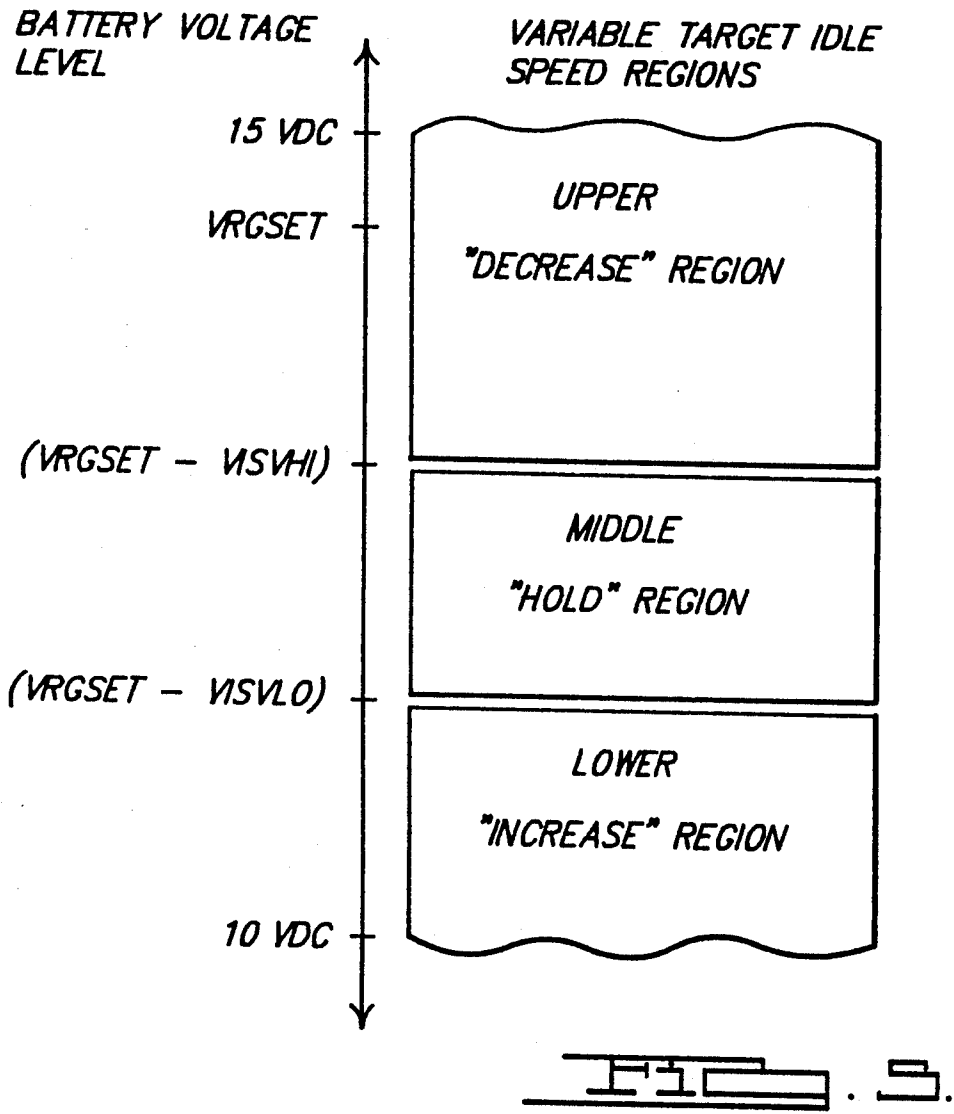 BATTERY VOLTAGE
LEVEL
VARIABLE TARGET IDLE
SPEED REGIONS
15 VDC
VRGSET
(VRGSET - VISVHI)
(VRGSET - VISVLO)
10 VDC
UPPER
"DECREASE" REGION
MIDDLE
"HOLD" REGION
LOWER
"INCREASE" REGION